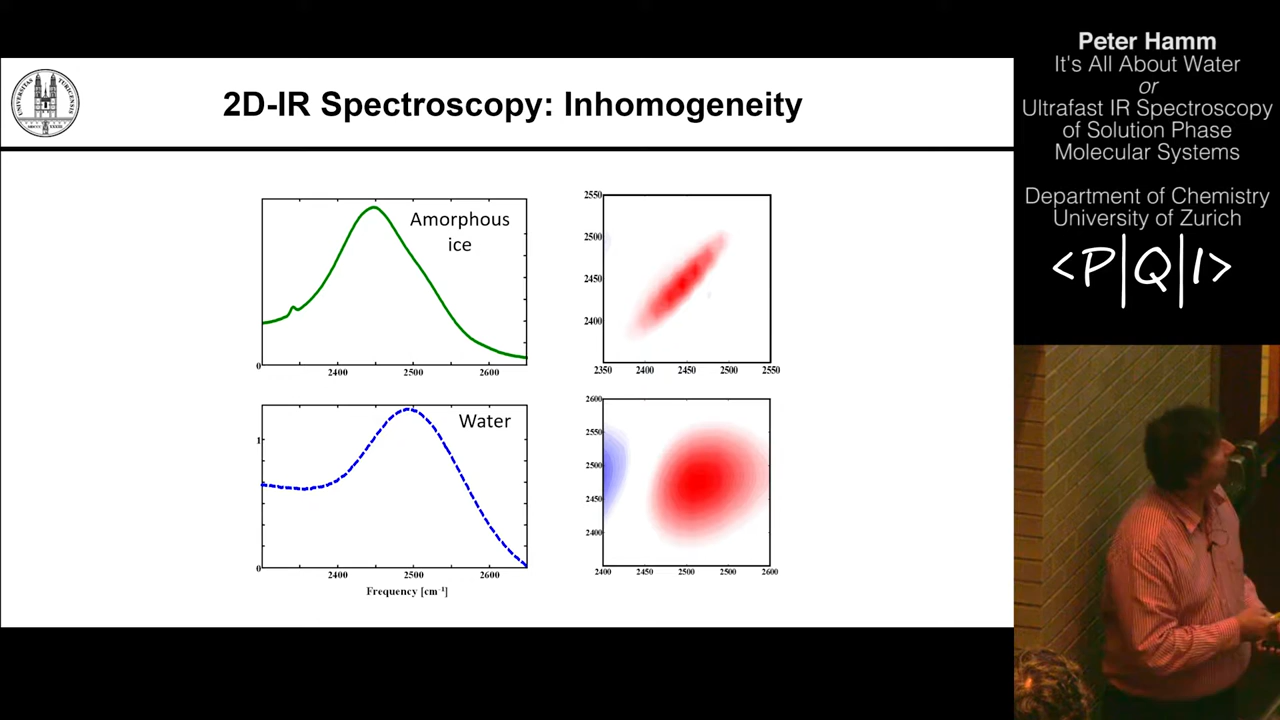 2D-IR Spectroscopy: Inhomogeneity
Amorphous
ice
0
2400
2500
2600
2550
2500
2450
2400
2350
2400
2450
2500
2550
Water
1
0
2400
2500
2600
Frequency [cm⁻¹]
2600
2550
2500
2450
2400
2400
2450
2500
2550
2600
Peter Hamm
It's All About Water
or
Ultrafast IR Spectroscopy
of Solution Phase
Molecular Systems
Department of Chemistry
University of Zurich
<P|Q|I>